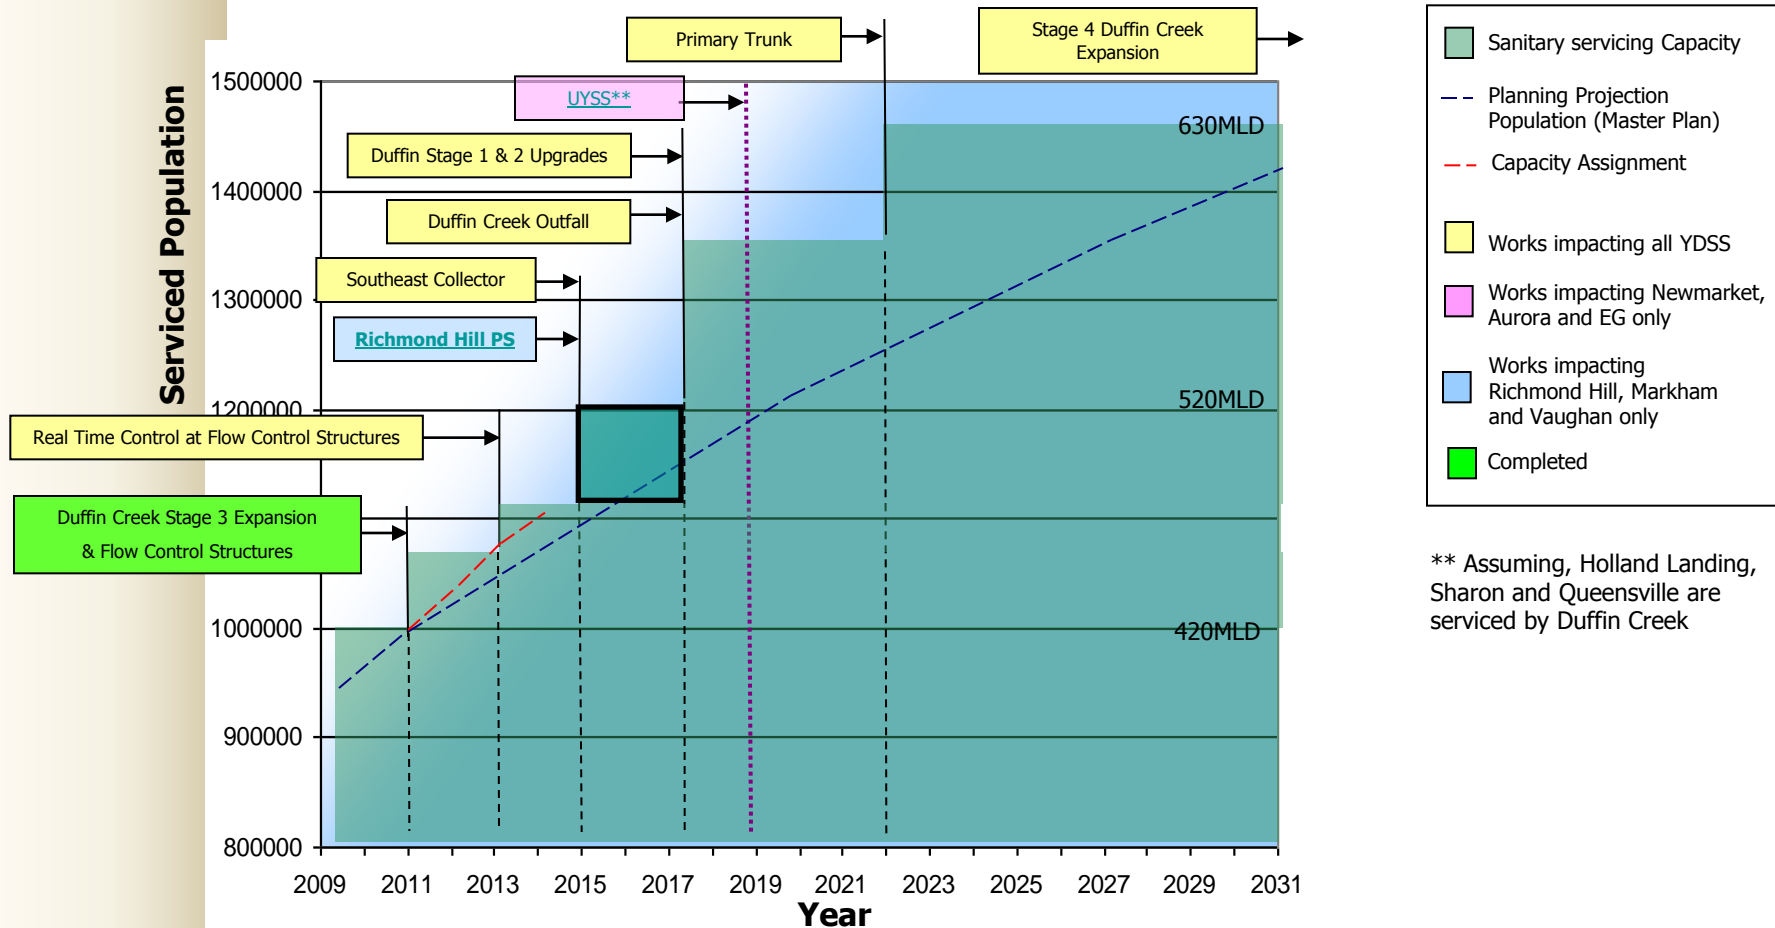 Primary Trunk
Stage 4 Duffin Creek
Expansion
UYSS**
Duffin Stage 1 & 2 Upgrades
Duffin Creek Outfall
Southeast Collector
Richmond Hill PS
Real Time Control at Flow Control Structures
Duffin Creek Stage 3 Expansion
& Flow Control Structures
Serviced Population
1500000
1400000
1300000
1200000
1000000
900000
800000
630MLD
520MLD
420MLD
2009 2011 2013 2015 2017 2019 2021 2023 2025 2027 2029 2031
Year
Sanitary servicing Capacity
Planning Projection
Population (Master Plan)
Capacity Assignment
Works impacting all YDSS
Works impacting Newmarket,
Aurora and EG only
Works impacting
Richmond Hill, Markham
and Vaughan only
Completed
** Assuming, Holland Landing,
Sharon and Queensville are
serviced by Duffin Creek